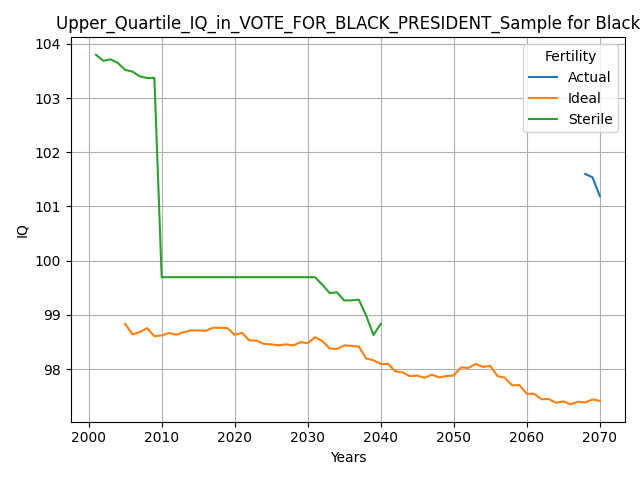 Upper_Quartile_IQ_in_VOTE_FOR_BLACK_PRESIDENT_Sample for Black
Fertility
Actual
Ideal
Sterile
104
103
102
101
100
99
98
IQ
2000 2010 2020 2030 2040 2050 2060 2070
Years